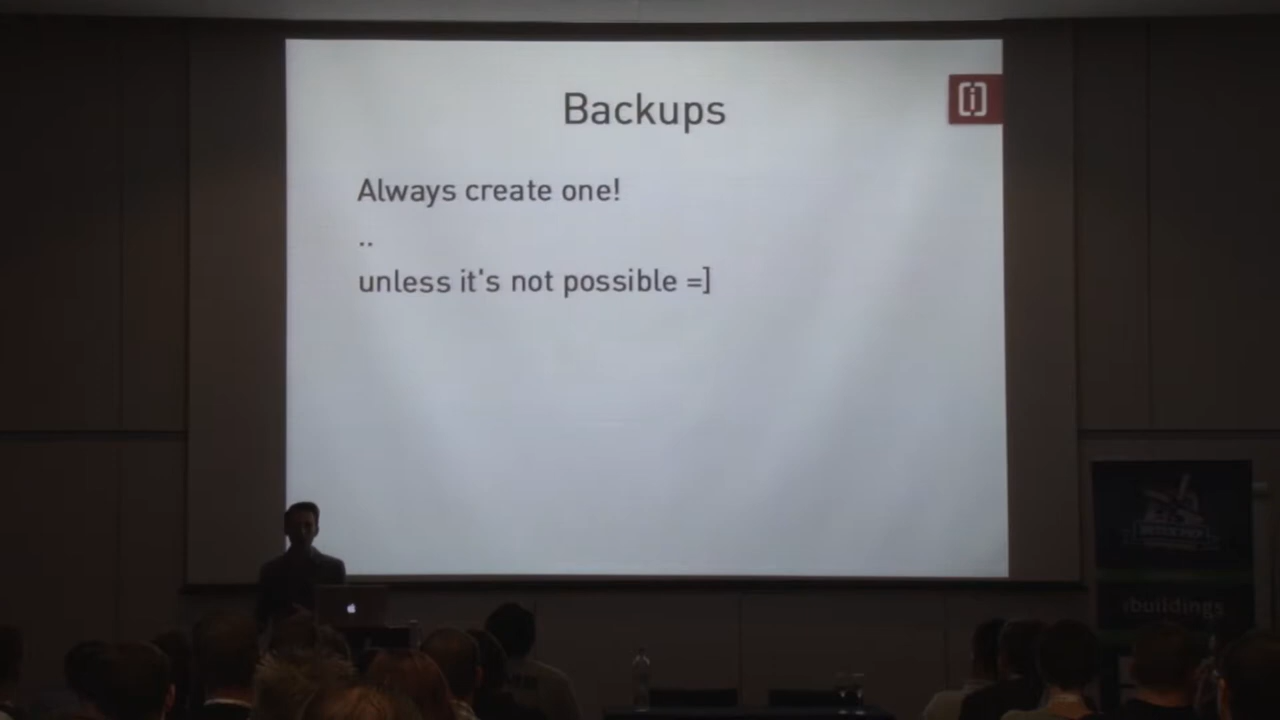 Backups
[i]
Always create one!
..
unless it's not possible =]
ibuildings